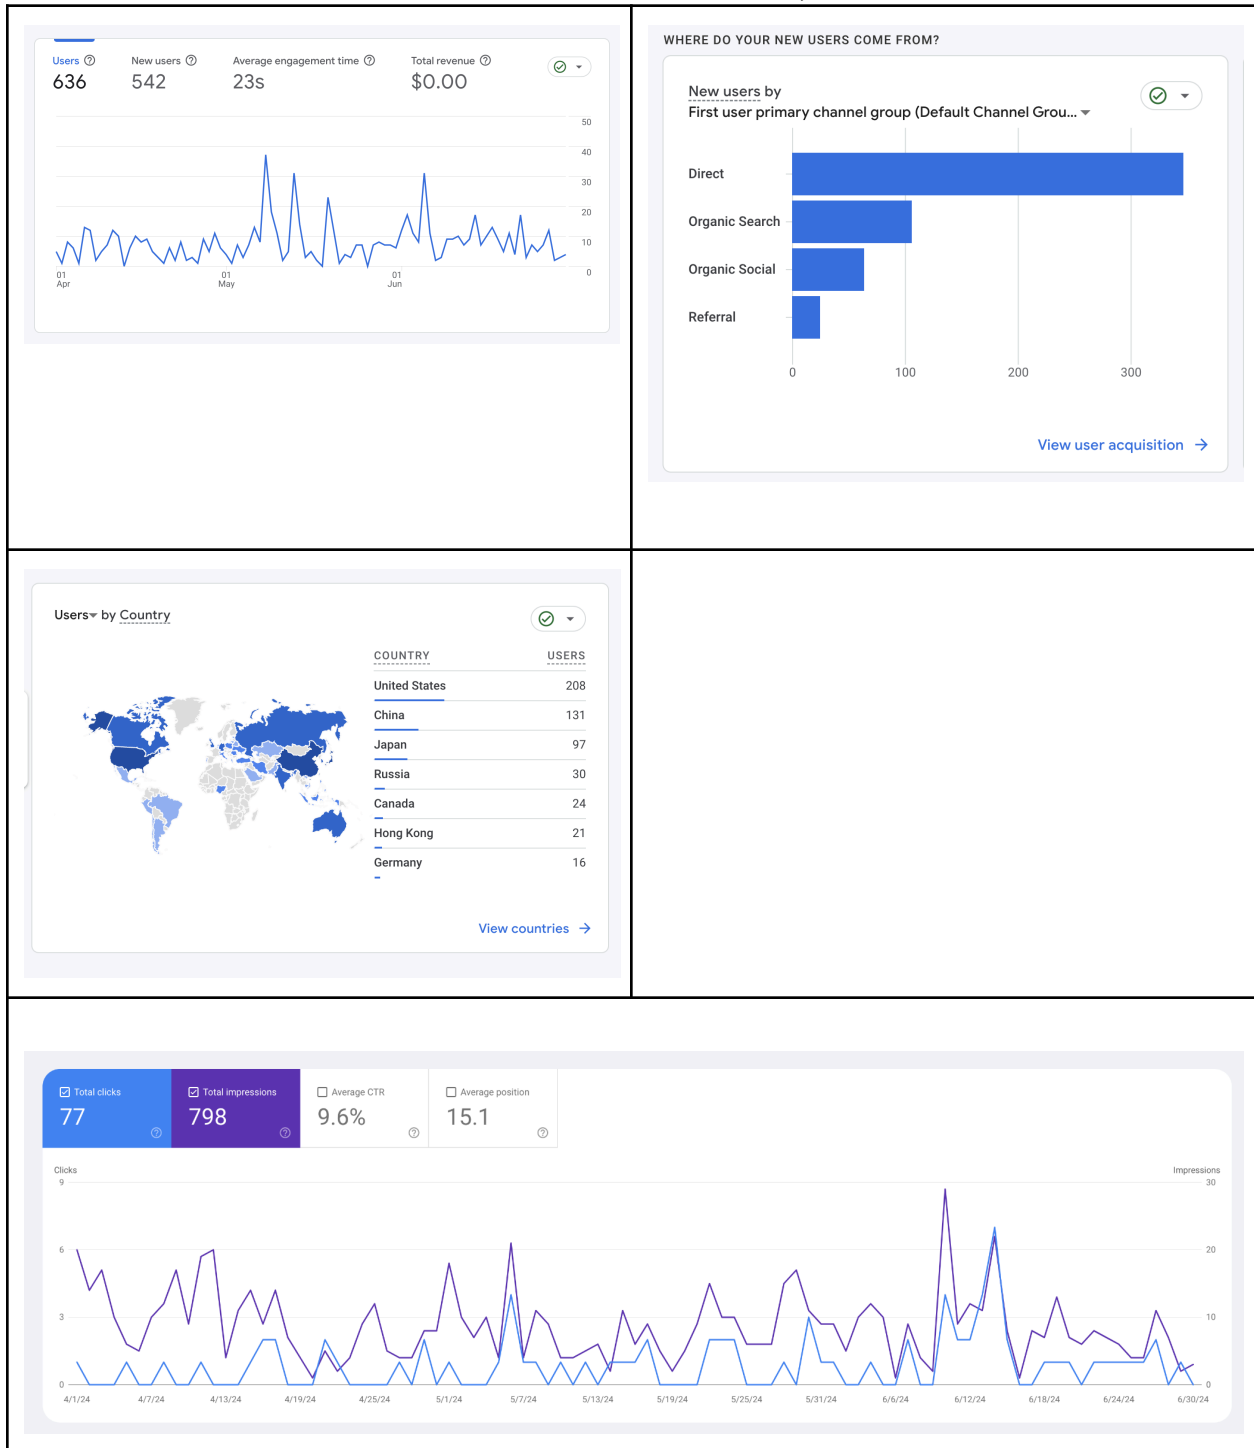 Users
New users
Average engagement time
Total revenue
636
542
23s
$0.00
50
40
30
20
10
0
01
Apr
01
May
01
Jun
WHERE DO YOUR NEW USERS COME FROM?
New users by
First user primary channel group (Default Channel Grou...
Direct
Organic Search
Organic Social
Referral
0 100 200 300
View user acquisition
Users by Country
COUNTRY USERS
United States 208
China 131
Japan 97
Russia 30
Canada 24
Hong Kong 21
Germany 16
View countries
Total clicks
77
Total impressions
798
Average CTR
9.6%
Average position
15.1
Clicks
Impressions
9
6
3
0
30
20
10
0
4/1/24 4/7/24 4/13/24 4/19/24 4/25/24 5/1/24 5/7/24 5/13/24 5/19/24 5/25/24 5/31/24 6/6/24 6/12/24 6/18/24 6/24/24 6/30/24